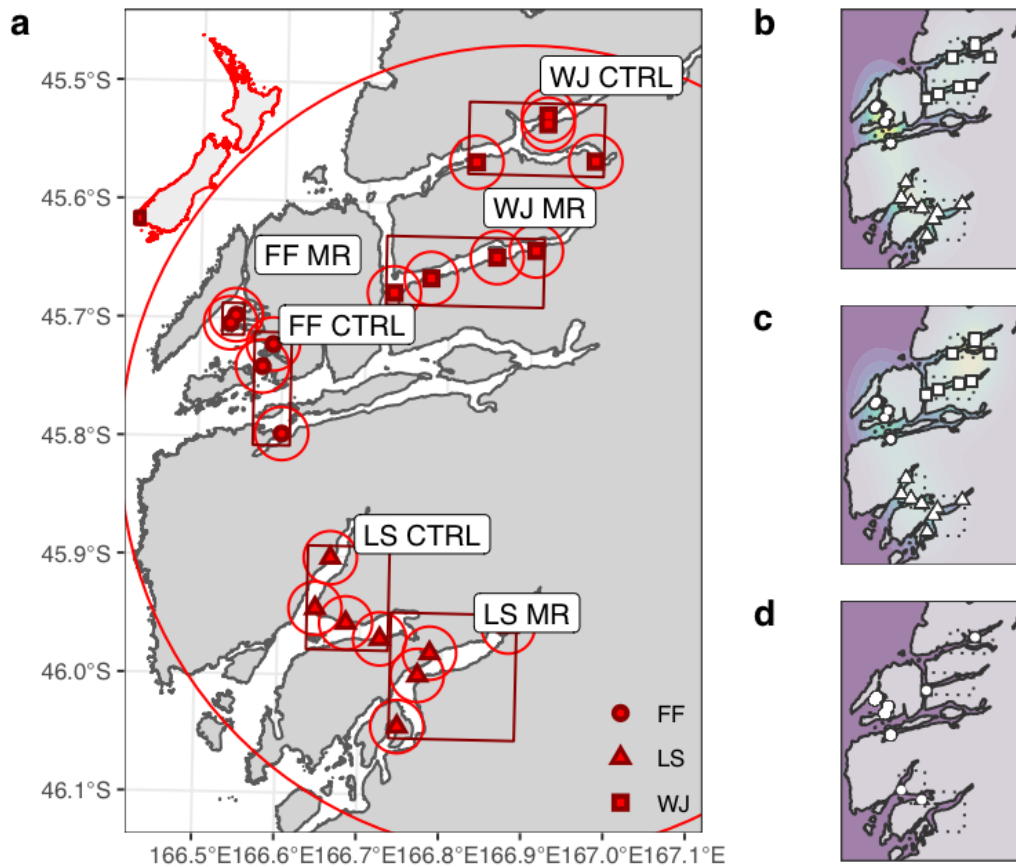 a
45.5°S
45.6°S
45.7°S
45.8°S
45.9°S
46.0°S
46.1°S
WJ CTRL
WJ MR
FF MR
FF CTRL
LS CTRL
LS MR
FF
LS
WJ
166.5°E166.6°E166.7°E166.8°E166.9°E167.0°E167.1°E
b
c
d